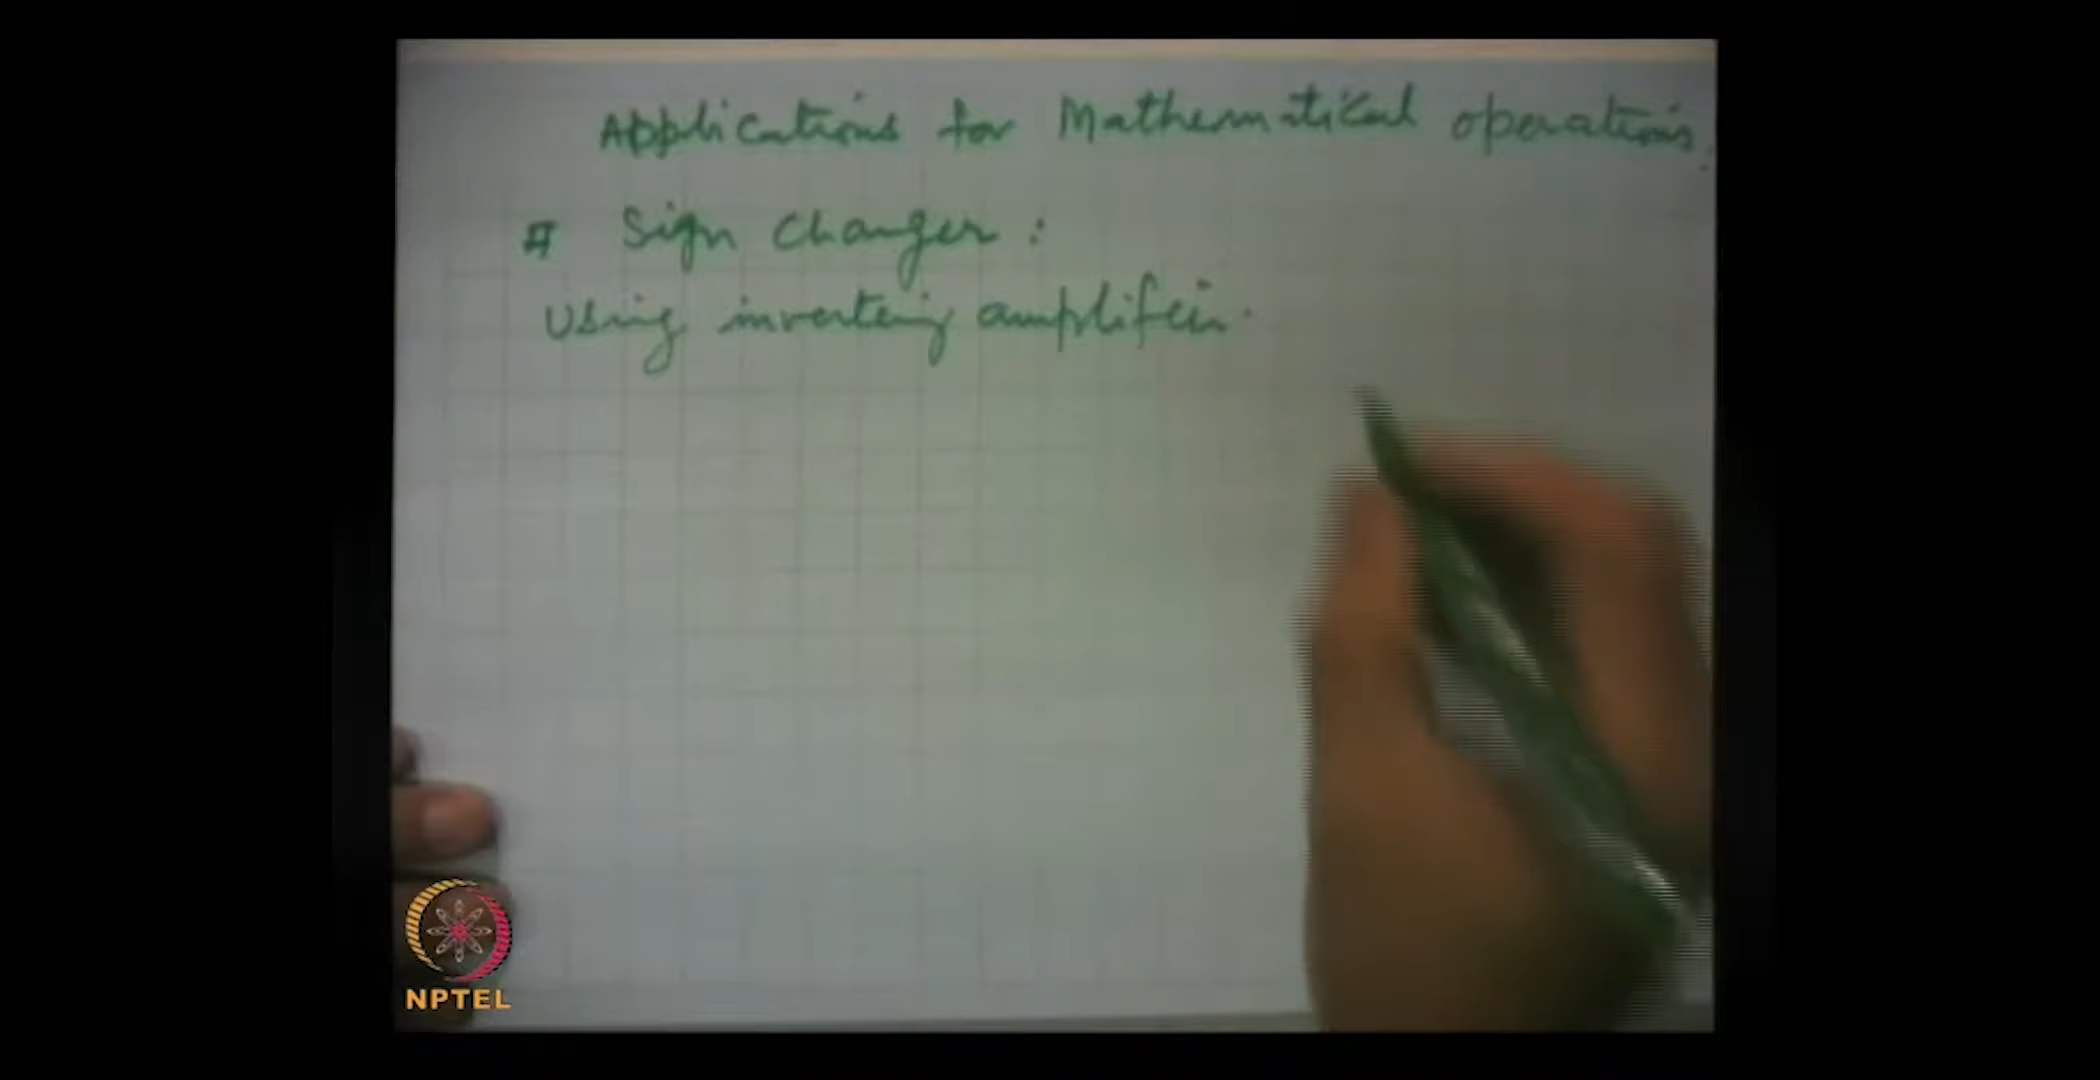 Applications for Mathematical operations.
# Sign Changer :
Using inverting amplifier.
NPTEL